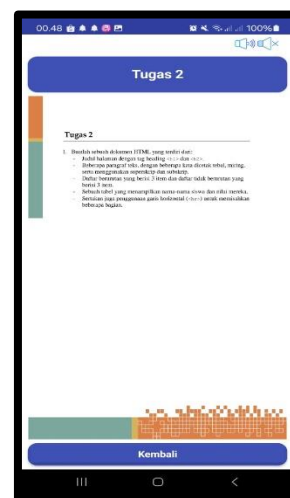 00.48
100%
Tugas 2
Tugas 2
1. Buatlah sebuah dokumen HTML yang terdiri dari:
- Judul halaman dengan tag heading <h1> dan <h2>.
- Beberapa paragraf teks, dengan beberapa kata dicetak tebal, miring,
serta menggunakan superskrip dan subskrip.
- Daftar berurutan yang berisi 3 item dan daftar tidak berurutan yang
berisi 3 item.
- Sebuah tabel yang menampilkan nama-nama siswa dan nilai mereka.
- Sertakan juga penggunaan garis horizontal (<hr>) untuk memisahkan
beberapa bagian.
Kembali